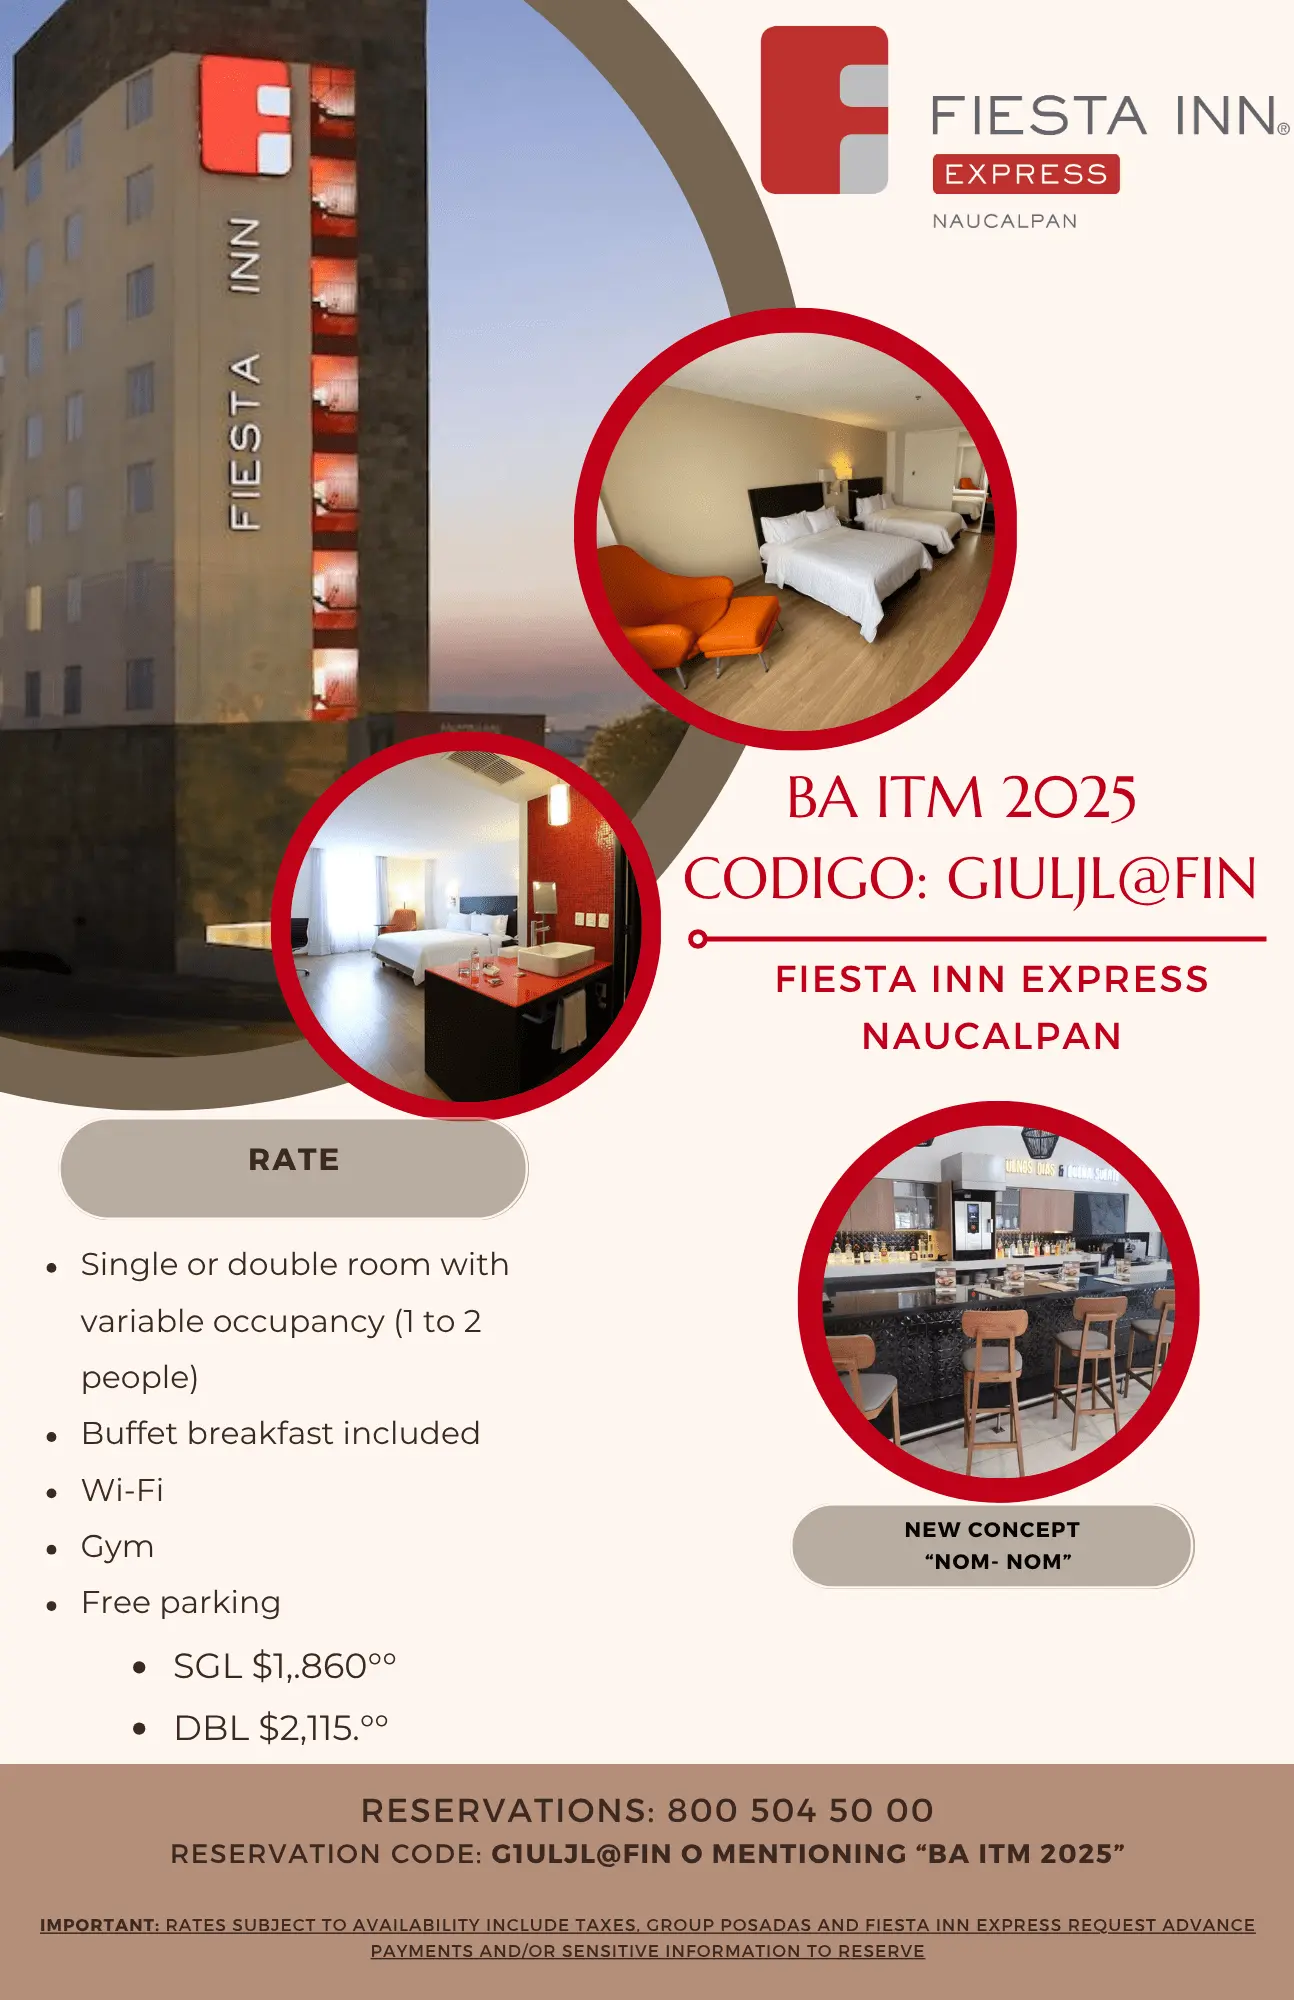 FIESTA INN
FIESTA INN®
EXPRESS
NAUCALPAN
BA ITM 2025
CODIGO: G1ULJL@FIN
FIESTA INN EXPRESS
NAUCALPAN
RATE
• Single or double room with
variable occupancy (1 to 2
people)
• Buffet breakfast included
• Wi-Fi
• Gym
• Free parking
• SGL $1,.860°°
• DBL $2,115.°°
NEW CONCEPT
“NOM- NOM”
RESERVATIONS: 800 504 50 00
RESERVATION CODE: G1ULJL@FIN O MENTIONING “BA ITM 2025”
IMPORTANT: RATES SUBJECT TO AVAILABILITY INCLUDE TAXES, GROUP POSADAS AND FIESTA INN EXPRESS REQUEST ADVANCE
PAYMENTS AND/OR SENSITIVE INFORMATION TO RESERVE